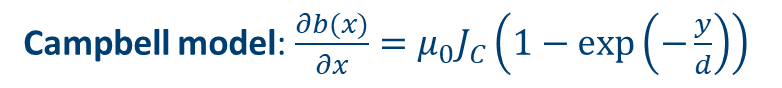 Campbell model: ∂b(x)/∂x = μ₀J_C(1 − exp(−y/d))